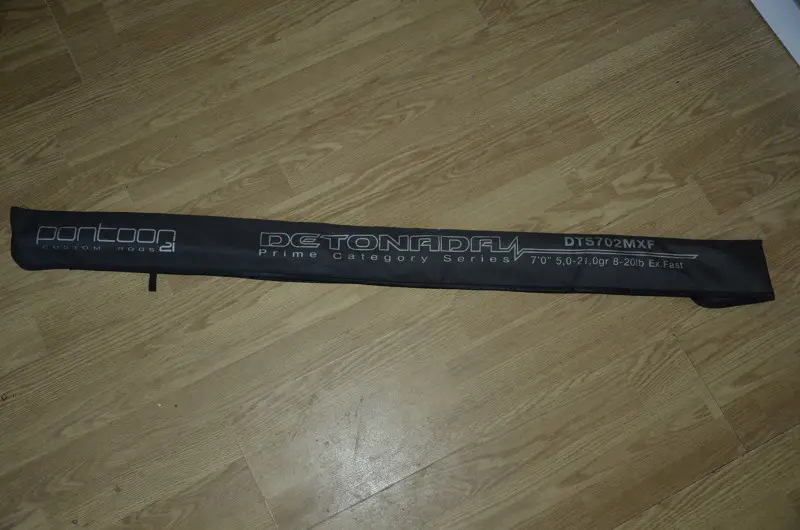 pontoon 21
CUSTOM RODS
DETONADA
Prime Category Series
DTS702MXF
7'0" 5,0-21,0gr 8-20lb Ex.Fast